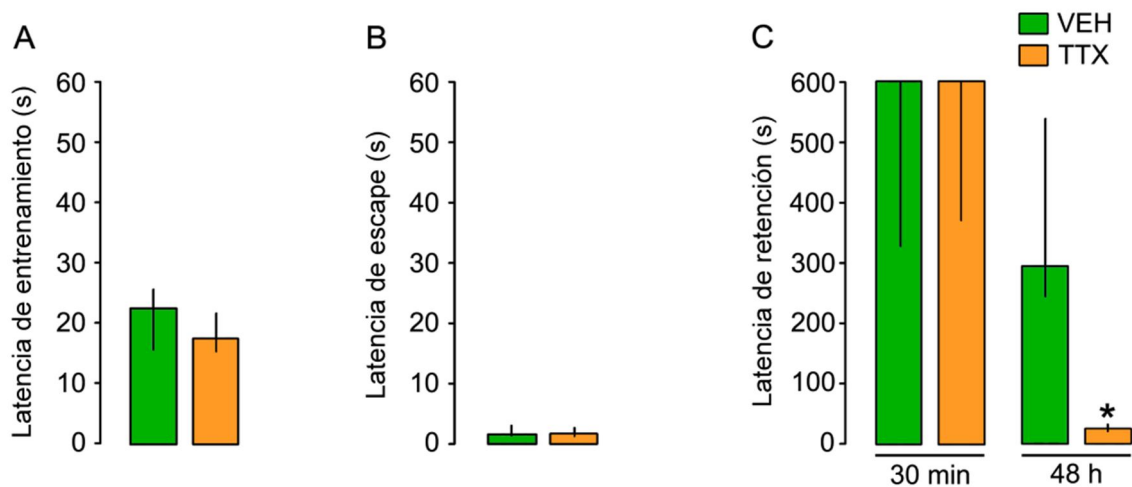 A
Latencia de entrenamiento (s)
60
50
40
30
20
10
0
B
Latencia de escape (s)
60
50
40
30
20
10
0
C
VEH
TTX
Latencia de retención (s)
600
500
400
300
200
100
0
*
30 min
48 h